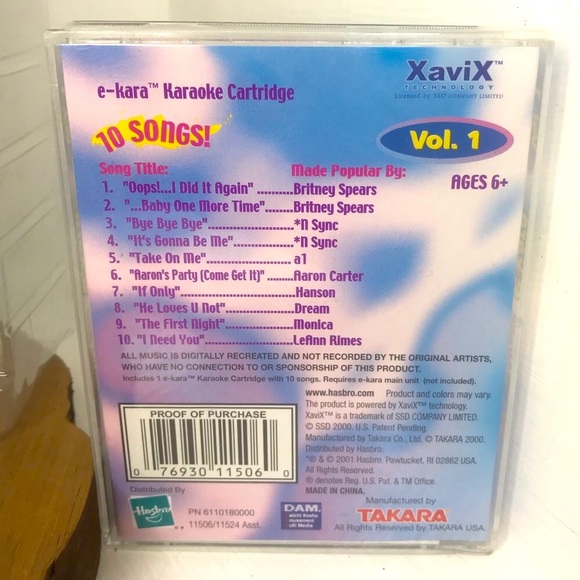 e-kara™ Karaoke Cartridge
XaviX™
TECHNOLOGY
Licensed by SSD COMPANY LIMITED
10 SONGS!
Vol. 1
AGES 6+
Song Title: Made Popular By:
1. "Oops!...I Did It Again" ..........Britney Spears
2. "...Baby One More Time".......Britney Spears
3. "Bye Bye Bye"......................*N Sync
4. "It's Gonna Be Me"...............*N Sync
5. "Take On Me"......................a1
6. "Aaron's Party (Come Get It)" ........Aaron Carter
7. "If Only".............................Hanson
8. "He Loves U Not"................Dream
9. "The First Night".................Monica
10. "I Need You".......................LeAnn Rimes
ALL MUSIC IS DIGITALLY RECREATED AND NOT RECORDED BY THE ORIGINAL ARTISTS,
WHO HAVE NO CONNECTION TO OR AFFILIATION OR SPONSORSHIP OF THIS PRODUCT.
Includes 1 e-kara™ Karaoke Cartridge with 10 songs. Requires e-kara main unit (not included).
www.hasbro.com Product and colors may vary.
The product is powered by XaviX™ technology.
XaviX™ is a trademark of SSD COMPANY LIMITED.
© SSD 2000. U.S. Patent Pending.
Manufactured by Takara Co., Ltd. © TAKARA 2000.
Distributed by Hasbro.
*® & © 2001 Hasbro. Pawtucket, RI 02862 USA.
All Rights Reserved.
® denotes Reg. U.S. Pat. & TM Office.
MADE IN CHINA.
PROOF OF PURCHASE
0 76930 11506 0
Distributed By
Hasbro
PN 6110180000
11506/11524 Asst.
DAM
Manufactured by
TAKARA
All Rights Reserved by TAKARA USA.